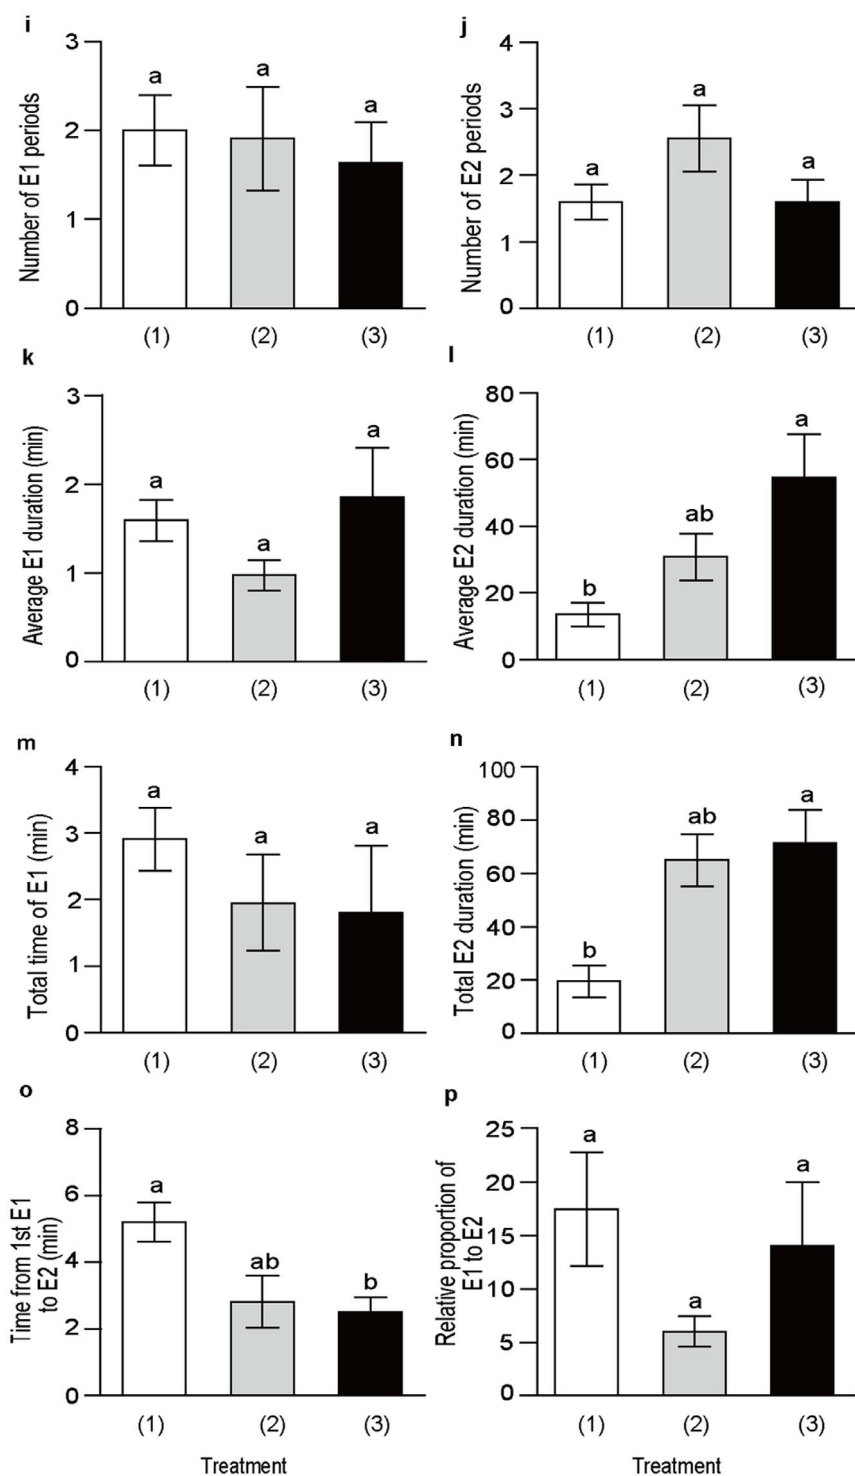 i
Number of E1 periods
3
2
1
0
a
a
a
(1)
(2)
(3)
j
Number of E2 periods
4
3
2
1
0
a
a
a
(1)
(2)
(3)
k
Average E1 duration (min)
3
2
1
0
a
a
a
(1)
(2)
(3)
l
Average E2 duration (min)
80
60
40
20
0
b
ab
a
(1)
(2)
(3)
m
Total time of E1 (min)
4
3
2
1
0
a
a
a
(1)
(2)
(3)
n
Total E2 duration (min)
100
80
60
40
20
0
b
ab
a
(1)
(2)
(3)
o
Time from 1st E1
to E2 (min)
8
6
4
2
0
a
ab
b
(1)
(2)
(3)
Treatment
p
Relative proportion of
E1 to E2
25
20
15
10
5
0
a
a
a
(1)
(2)
(3)
Treatment